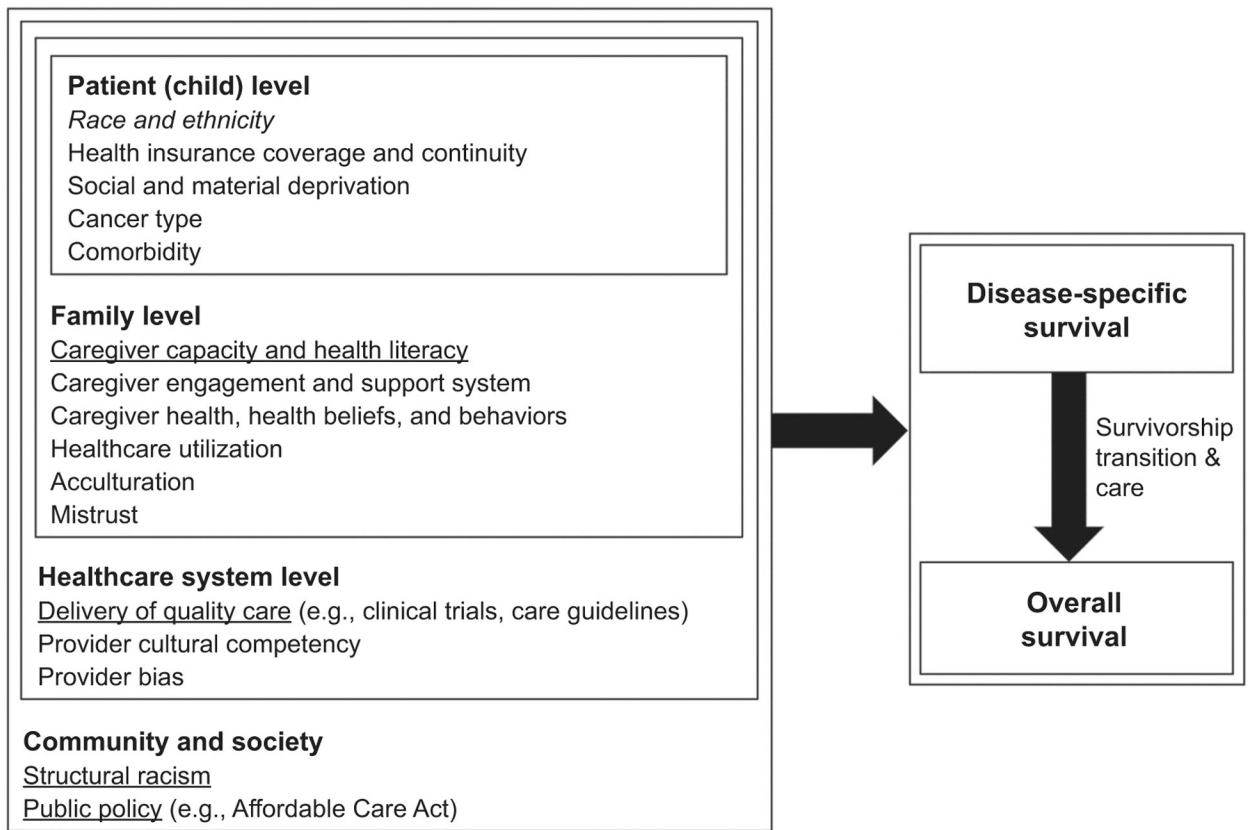 Patient (child) level
Race and ethnicity
Health insurance coverage and continuity
Social and material deprivation
Cancer type
Comorbidity
Family level
Caregiver capacity and health literacy
Caregiver engagement and support system
Caregiver health, health beliefs, and behaviors
Healthcare utilization
Acculturation
Mistrust
Healthcare system level
Delivery of quality care (e.g., clinical trials, care guidelines)
Provider cultural competency
Provider bias
Community and society
Structural racism
Public policy (e.g., Affordable Care Act)
Disease-specific
survival
Survivorship
transition &
care
Overall
survival